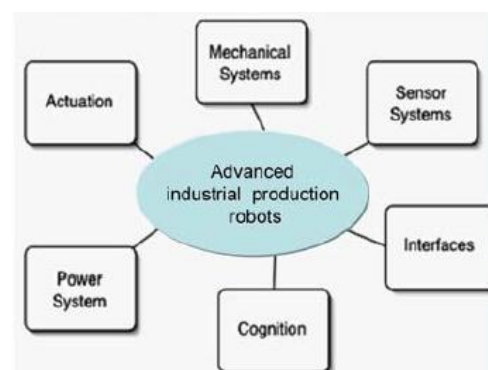 Mechanical
Systems
Actuation
Sensor
Systems
Advanced
industrial production
robots
Interfaces
Power
System
Cognition